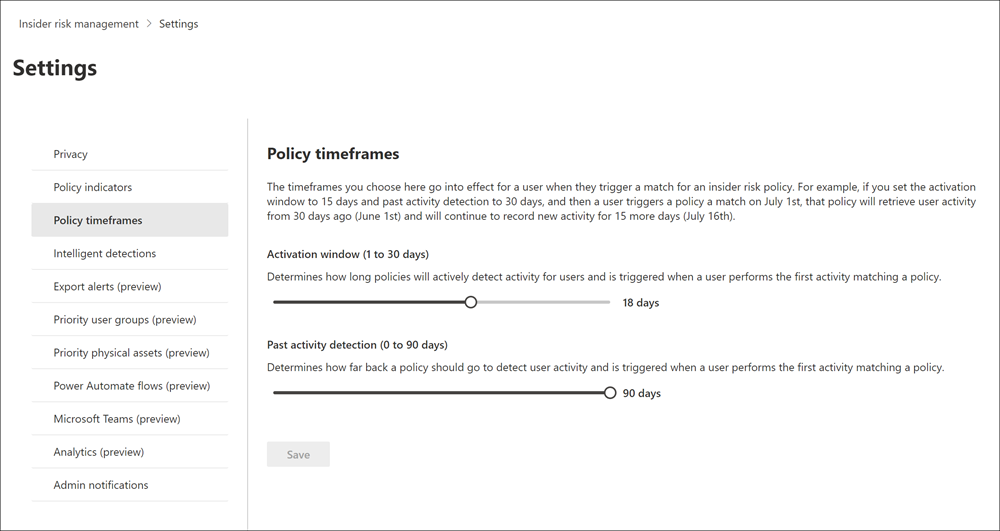 Insider risk management > Settings
Settings
Privacy
Policy indicators
Policy timeframes
Intelligent detections
Export alerts (preview)
Priority user groups (preview)
Priority physical assets (preview)
Power Automate flows (preview)
Microsoft Teams (preview)
Analytics (preview)
Admin notifications
Policy timeframes
The timeframes you choose here go into effect for a user when they trigger a match for an insider risk policy. For example, if you set the activation
window to 15 days and past activity detection to 30 days, and then a user triggers a policy a match on July 1st, that policy will retrieve user activity
from 30 days ago (June 1st) and will continue to record new activity for 15 more days (July 16th).
Activation window (1 to 30 days)
Determines how long policies will actively detect activity for users and is triggered when a user performs the first activity matching a policy.
18 days
Past activity detection (0 to 90 days)
Determines how far back a policy should go to detect user activity and is triggered when a user performs the first activity matching a policy.
90 days
Save